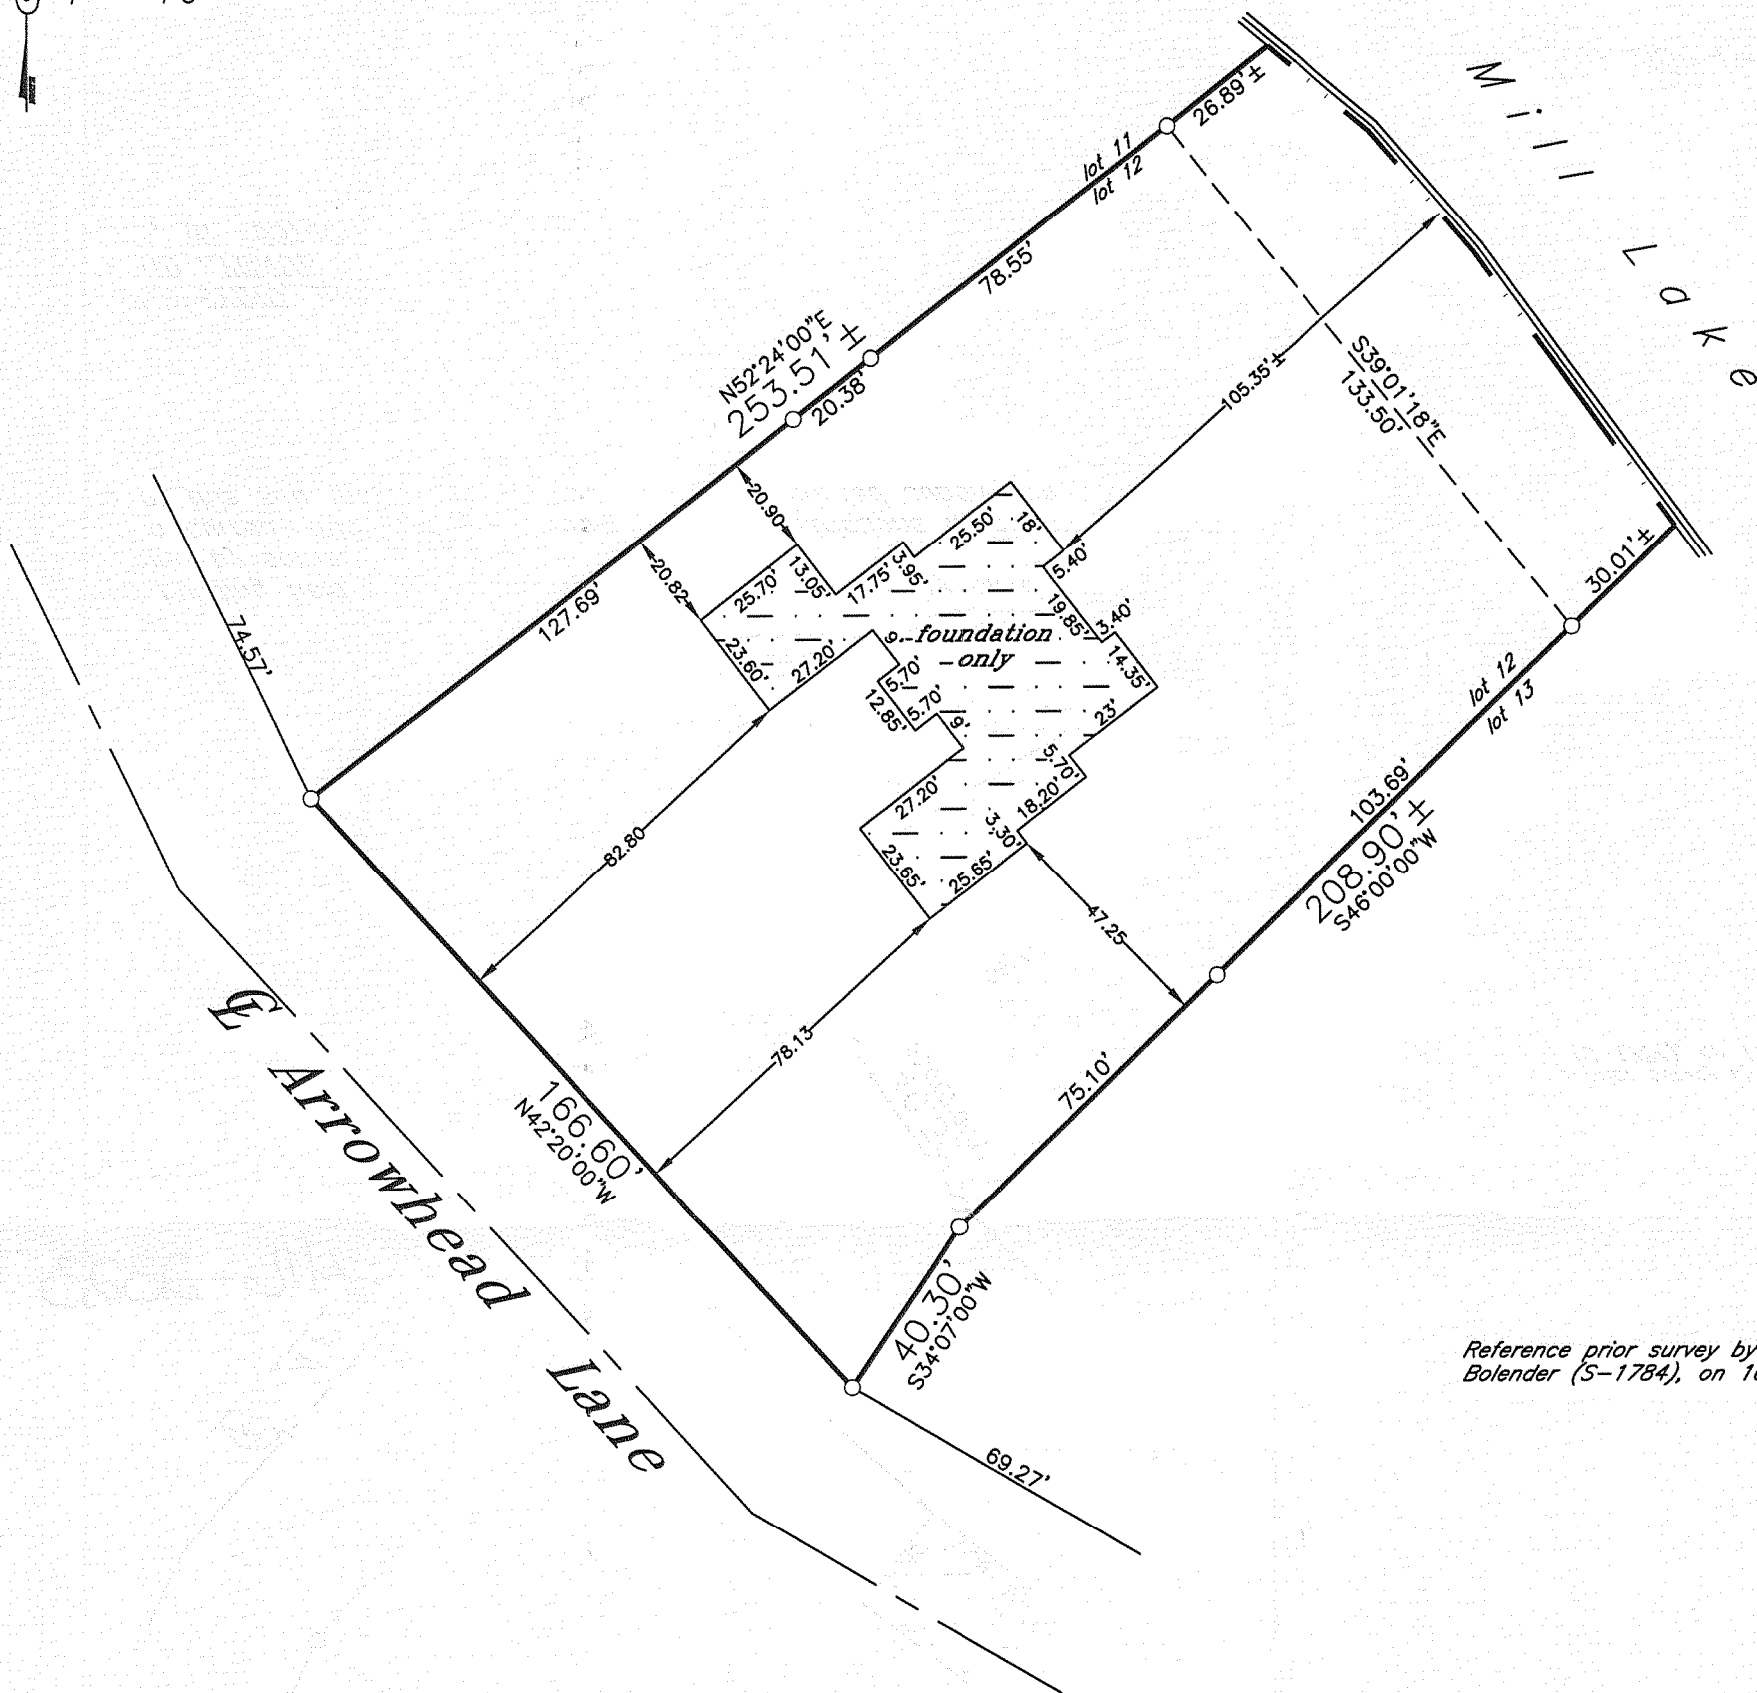 Mill Lake
26.89'±
lot 11
lot 12
78.55'
N52°24'00"E
253.51'±
20.38'
105.35'±
S39°01'18"E
133.50'
20.90
20.82
127.69'
74.57'
25.70'
13.05'
17.75'
3.95'
25.50'
18'
5.40'
19.85'
3.40'
14.35'
23'
5.70'
18.20'
3.30'
25.65'
23.65'
27.20'
9'
5.70'
12.85'
5.70'
9'
27.20'
23.60'
foundation
only
30.01'±
lot 12
lot 13
103.69'
208.90'±
S46°00'00"W
82.80
78.13
47.25
75.10'
166.60'
N42°20'00"W
40.30'
S34°07'00"W
69.27'
℄ Arrowhead Lane
Reference prior survey by
Bolender (S-1784), on